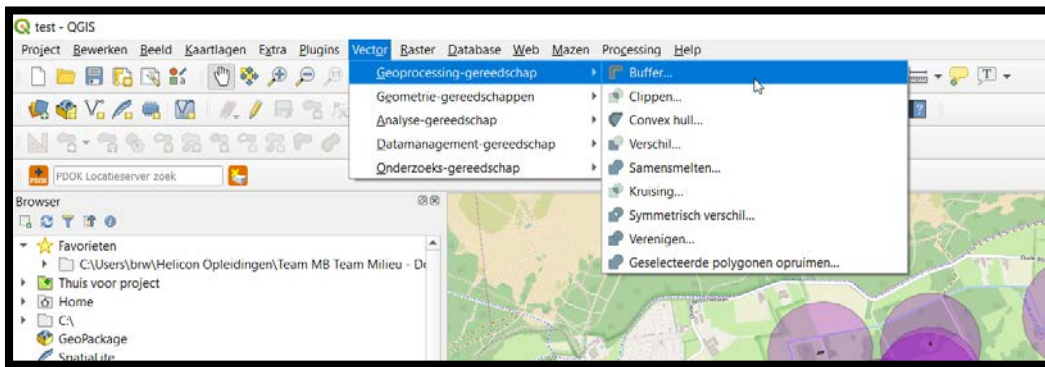 test - QGIS
Project Bewerken Beeld Kaartlagen Extra Plugins Vector Raster Database Web Mazen Processing Help
Geoprocessing-gereedschap
Geometrie-gereedschappen
Analyse-gereedschap
Datamanagement-gereedschap
Onderzoeks-gereedschap
Buffer...
Clippen...
Convex hull...
Verschil...
Samensmelten...
Kruising...
Symmetrisch verschil...
Verenigen...
Geselecteerde polygonen opruimen...
PDOK
PDOK Locatieserver zoek
Browser
Favorieten
C:\Users\brw\Helicon Opleidingen\Team MB Team Milieu - Do
Thuis voor project
Home
C:\
GeoPackage
SpatiaLite